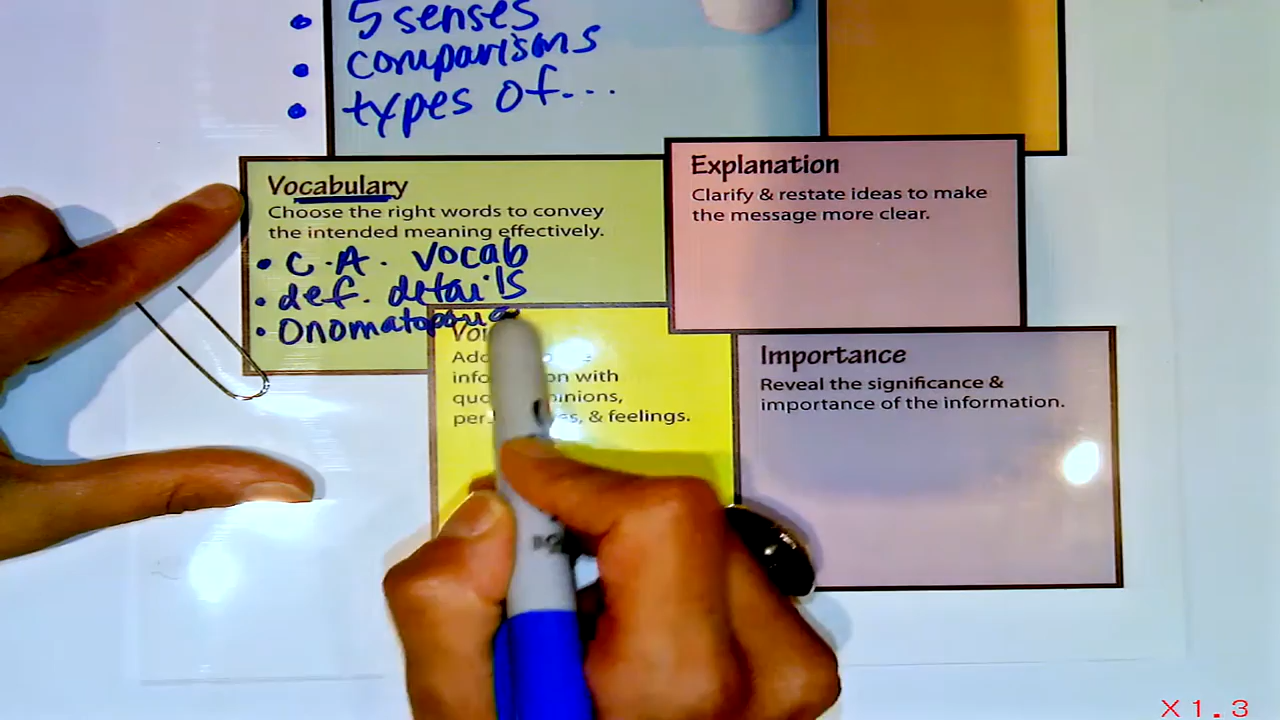 • 5 senses
• comparisons
• types of...
Vocabulary
Choose the right words to convey
the intended meaning effectively.
• C.A. vocab
• def. details
• Onomatopoeia
Explanation
Clarify & restate ideas to make
the message more clear.
with
& feelings.
Importance
Reveal the significance &
importance of the information.
X1.3